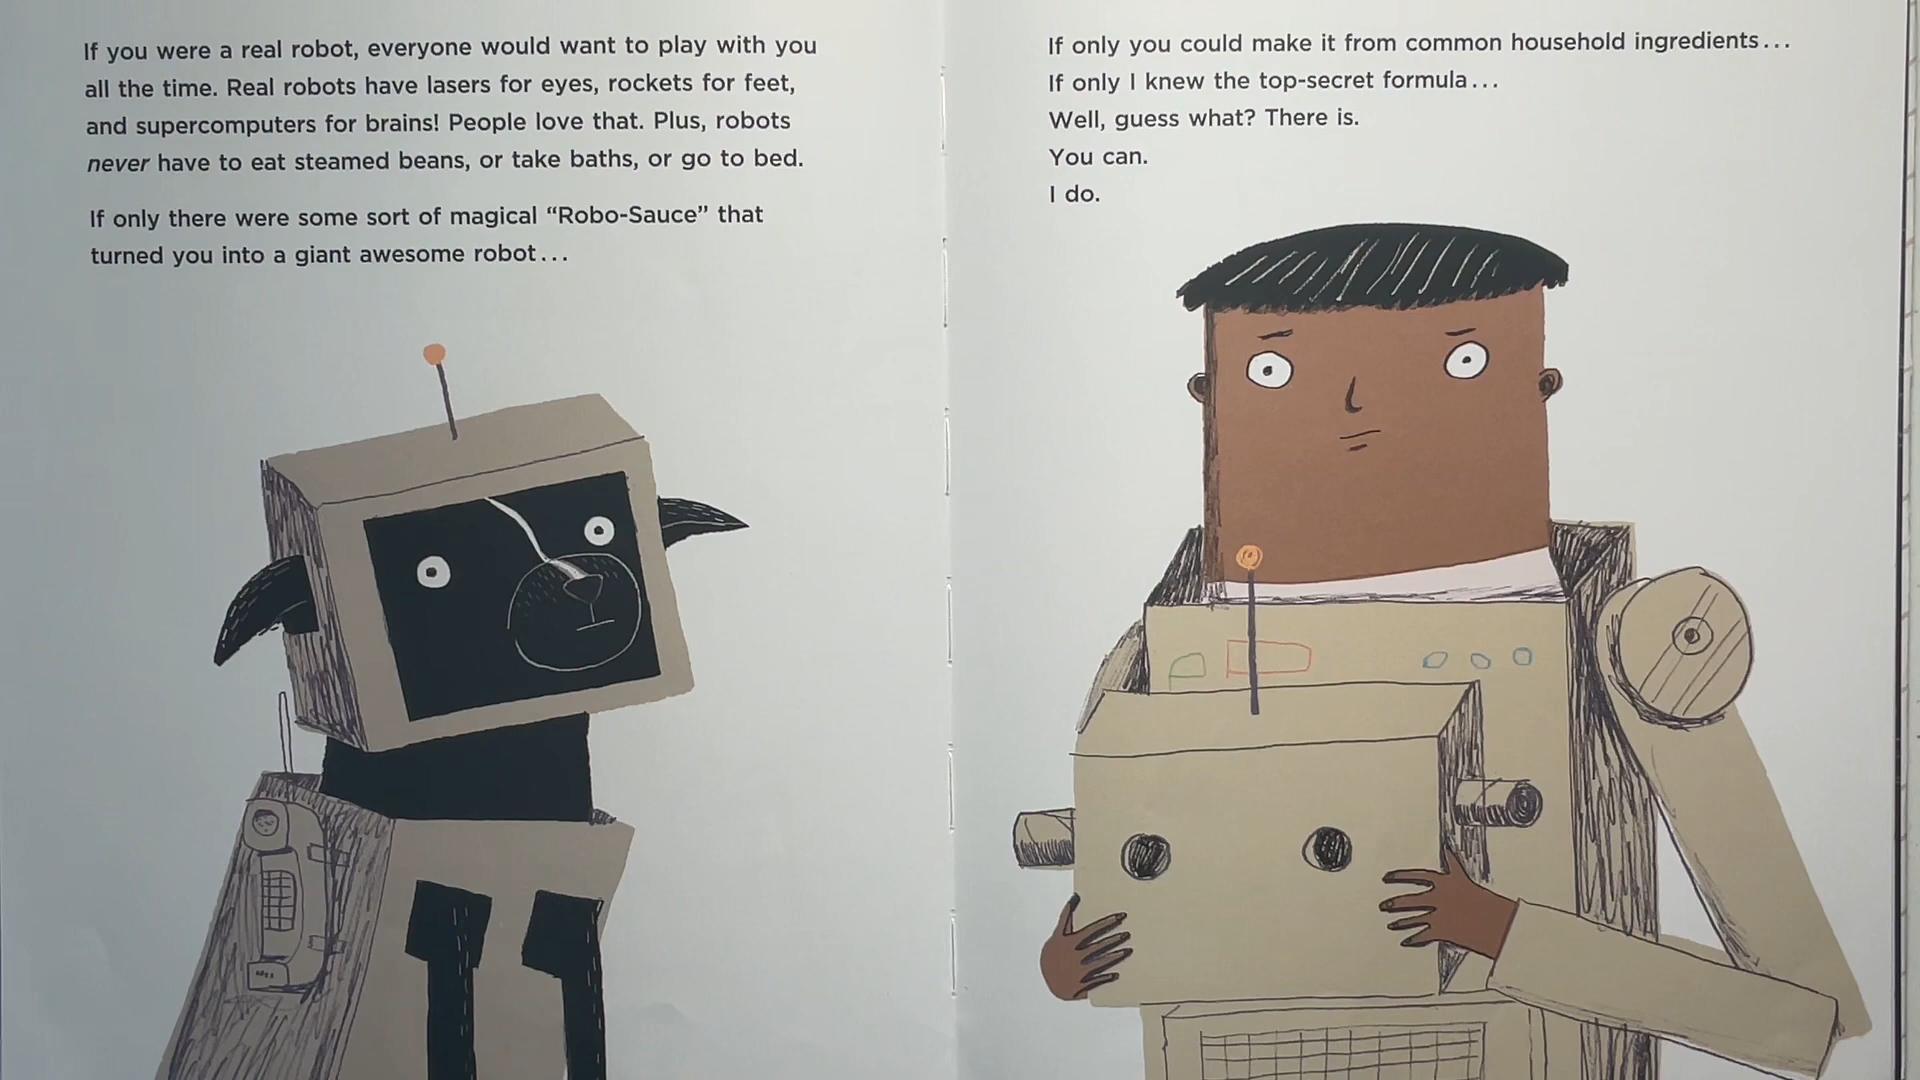 If you were a real robot, everyone would want to play with you
all the time. Real robots have lasers for eyes, rockets for feet,
and supercomputers for brains! People love that. Plus, robots
never have to eat steamed beans, or take baths, or go to bed.
If only there were some sort of magical “Robo-Sauce” that
turned you into a giant awesome robot...
If only you could make it from common household ingredients...
If only I knew the top-secret formula...
Well, guess what? There is.
You can.
I do.